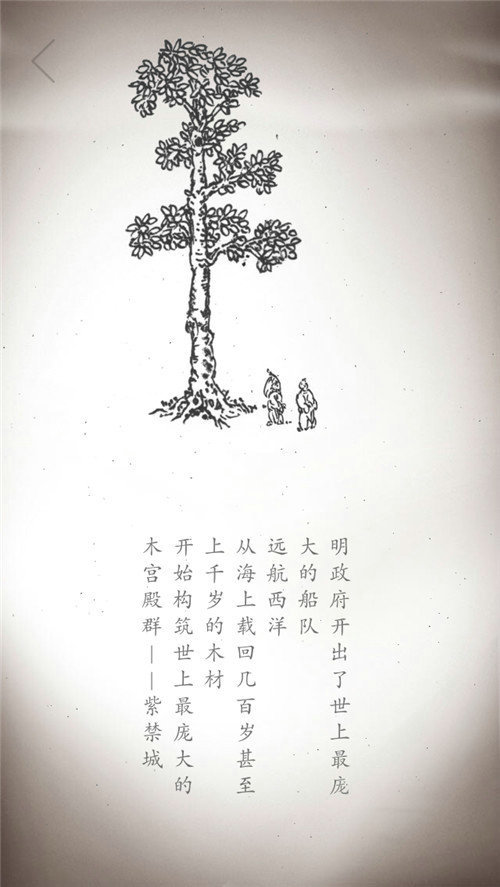 明政府开出了世上最庞
大的船队
远航西洋
从海上载回几百岁甚至
上千岁的木材
开始构筑世上最庞大的
木宫殿群——紫禁城